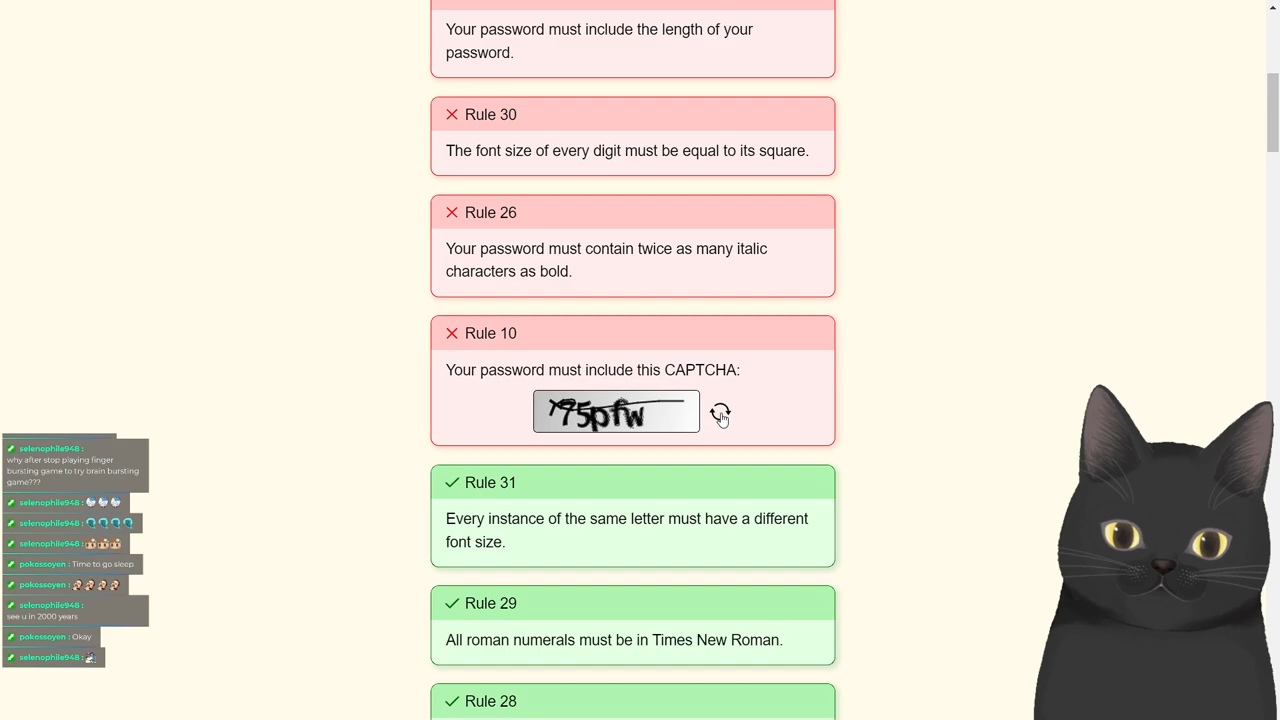 Your password must include the length of your
password.
Rule 30
The font size of every digit must be equal to its square.
Rule 26
Your password must contain twice as many italic
characters as bold.
Rule 10
Your password must include this CAPTCHA:
y75pfw
Rule 31
Every instance of the same letter must have a different
font size.
Rule 29
All roman numerals must be in Times New Roman.
Rule 28
selenophile948 :
why after stop playing finger
bursting game to try brain bursting
game???
selenophile948 :
selenophile948 :
selenophile948 :
pokossoyen : Time to go sleep
pokossoyen :
selenophile948 :
see u in 2000 years
pokossoyen : Okay
selenophile948 :